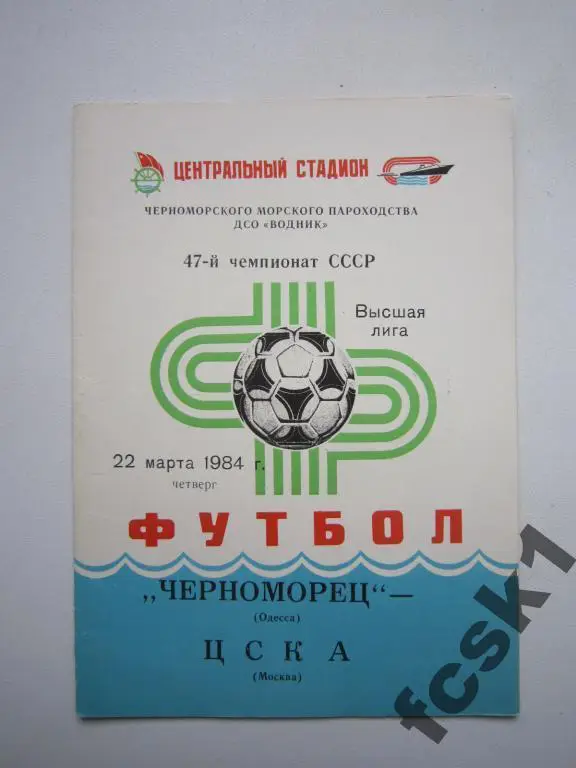 ЦЕНТРАЛЬНЫЙ СТАДИОН
ЧЕРНОМОРСКОГО МОРСКОГО ПАРОХОДСТВА
ДСО «ВОДНИК»
47-й чемпионат СССР
Высшая
лига
22 марта 1984 г.
четверг
ФУТБОЛ
„ЧЕРНОМОРЕЦ“ —
(Одесса)
ЦСКА
(Москва)
fcsk1